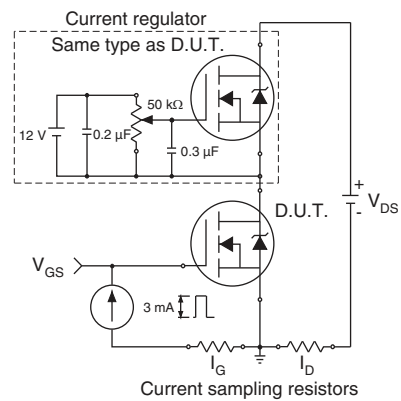 Current regulator
Same type as D.U.T.
50 kΩ
12 V
0.2 μF
0.3 μF
+
V_DS
-
D.U.T.
V_GS
3 mA
I_G
I_D
Current sampling resistors